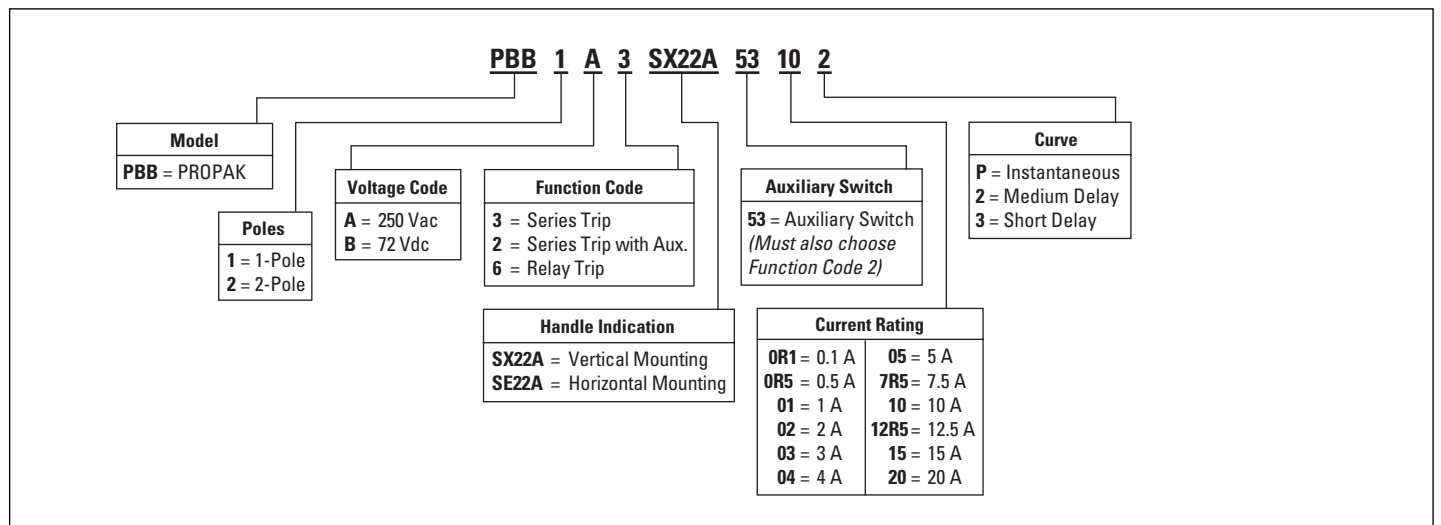 PBB 1 A 3 SX22A 53 10 2
Model
PBB = PROPAK
Poles
1 = 1-Pole
2 = 2-Pole
Voltage Code
A = 250 Vac
B = 72 Vdc
Function Code
3 = Series Trip
2 = Series Trip with Aux.
6 = Relay Trip
Handle Indication
SX22A = Vertical Mounting
SE22A = Horizontal Mounting
Auxiliary Switch
53 = Auxiliary Switch
(Must also choose
Function Code 2)
Current Rating
0R1 = 0.1 A
0R5 = 0.5 A
01 = 1 A
02 = 2 A
03 = 3 A
04 = 4 A
05 = 5 A
7R5 = 7.5 A
10 = 10 A
12R5 = 12.5 A
15 = 15 A
20 = 20 A
Curve
P = Instantaneous
2 = Medium Delay
3 = Short Delay